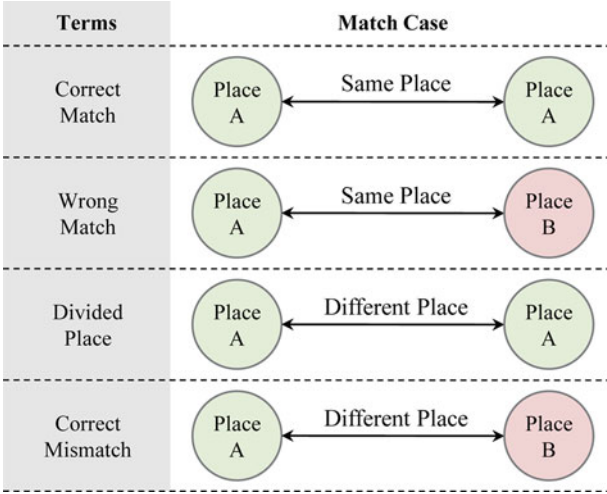 Terms Match Case
Correct
Match
Place
A
Same Place
Place
A
Wrong
Match
Place
A
Same Place
Place
B
Divided
Place
Place
A
Different Place
Place
A
Correct
Mismatch
Place
A
Different Place
Place
B